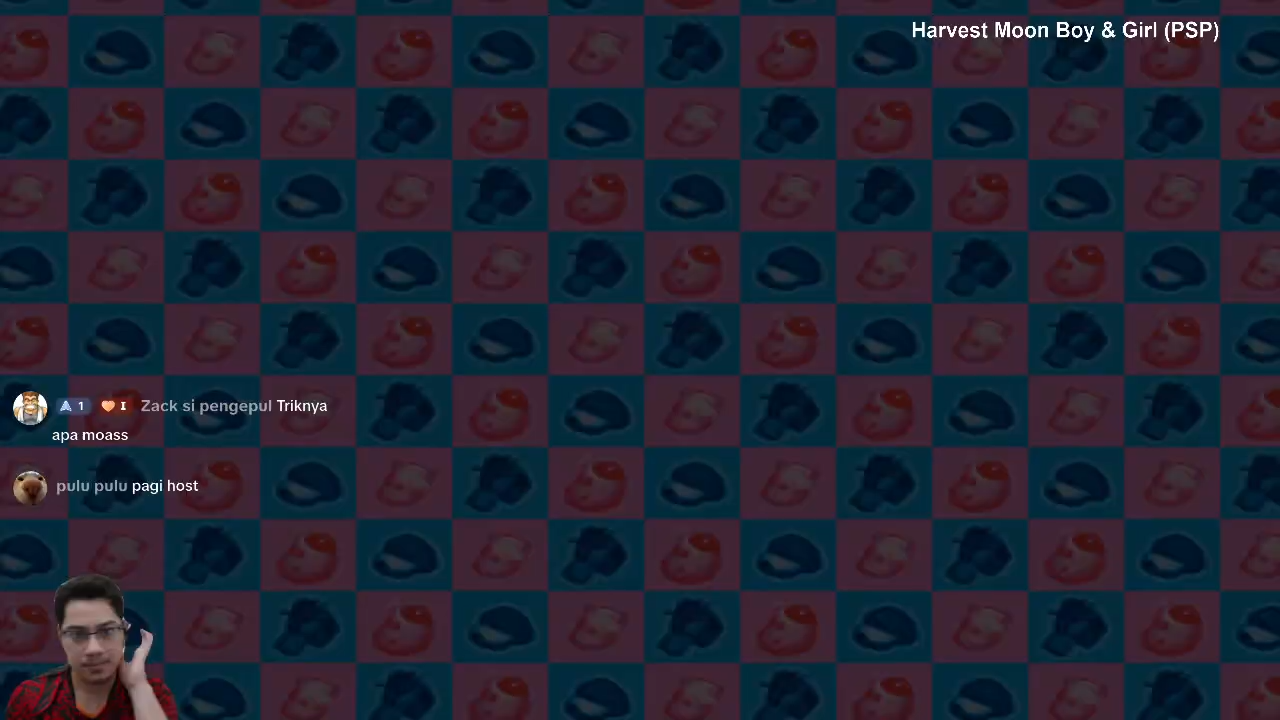 Harvest Moon Boy & Girl (PSP)
1 I Zack si pengepul Triknya
apa moass
pulu pulu pagi host